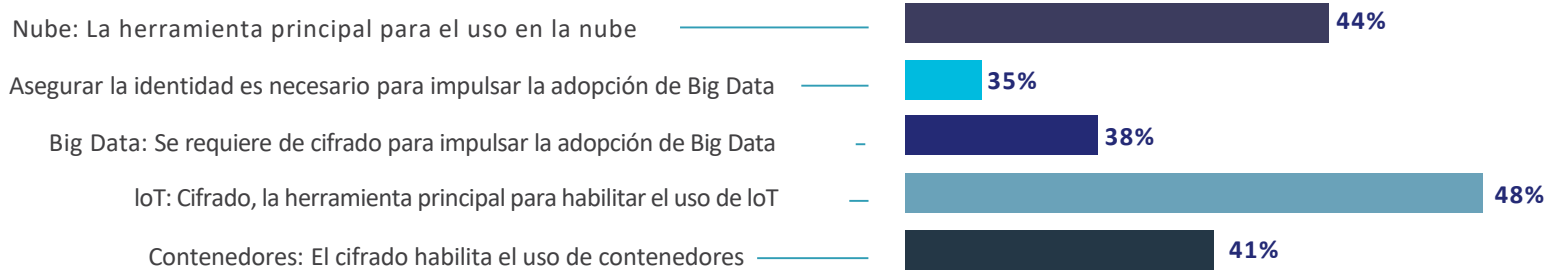 Nube: La herramienta principal para el uso en la nube 44%
Asegurar la identidad es necesario para impulsar la adopción de Big Data 35%
Big Data: Se requiere de cifrado para impulsar la adopción de Big Data 38%
IoT: Cifrado, la herramienta principal para habilitar el uso de IoT 48%
Contenedores: El cifrado habilita el uso de contenedores 41%